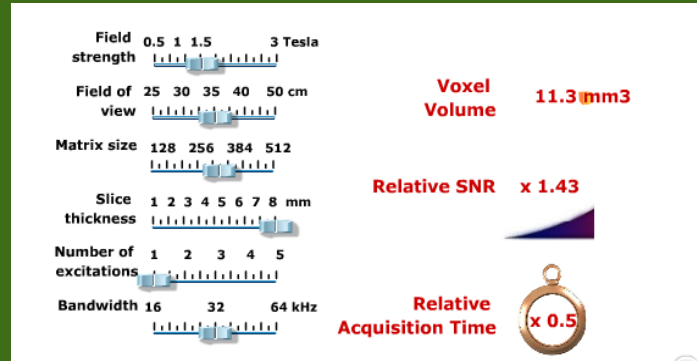 Field strength 0.5 1 1.5 3 Tesla
Field of view 25 30 35 40 50 cm
Matrix size 128 256 384 512
Slice thickness 1 2 3 4 5 6 7 8 mm
Number of excitations 1 2 3 4 5
Bandwidth 16 32 64 kHz
Voxel Volume 11.3 mm3
Relative SNR x 1.43
Relative Acquisition Time x 0.5